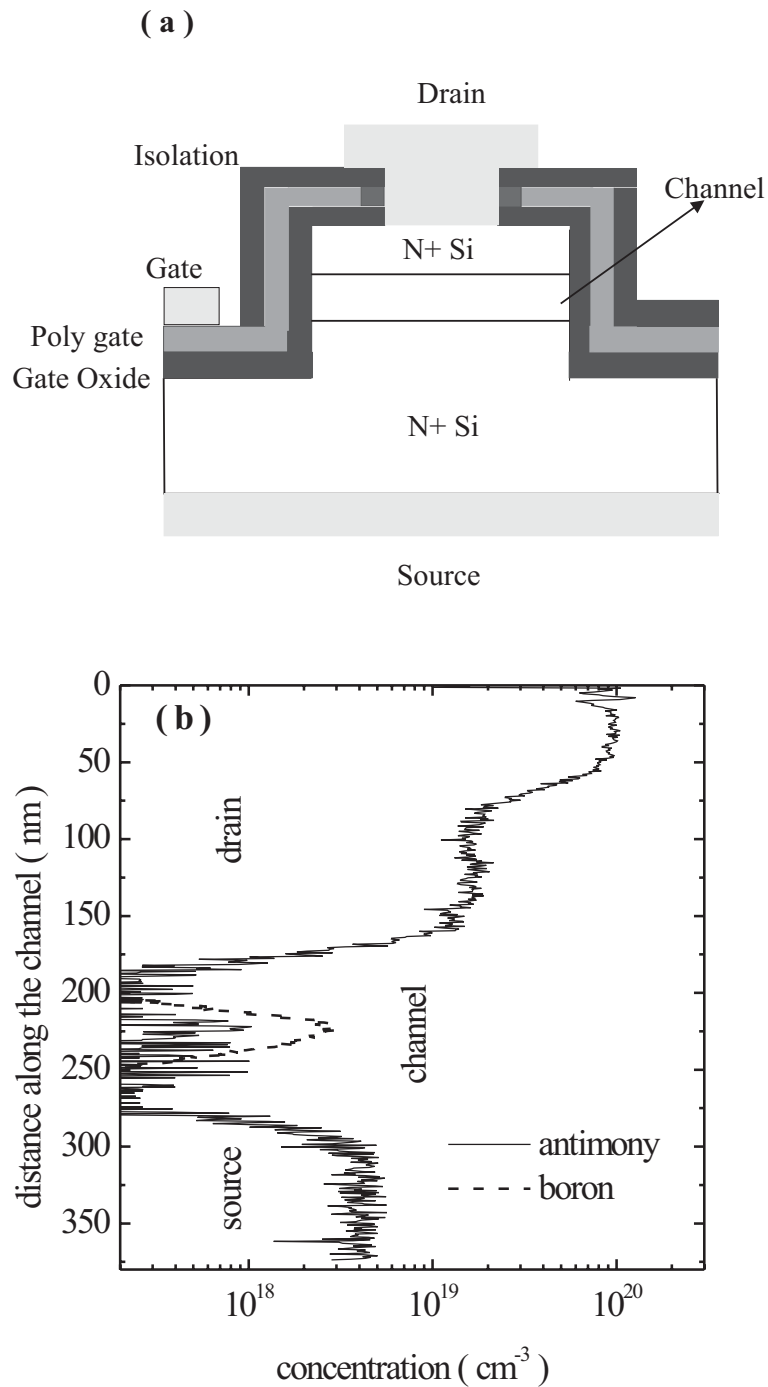 ( a )
Drain
Isolation
Channel
N+ Si
Gate
Poly gate
Gate Oxide
N+ Si
Source
( b )
0
50
100
150
200
250
300
350
distance along the channel ( nm )
drain
channel
source
antimony
boron
10^18
10^19
10^20
concentration ( cm^-3 )